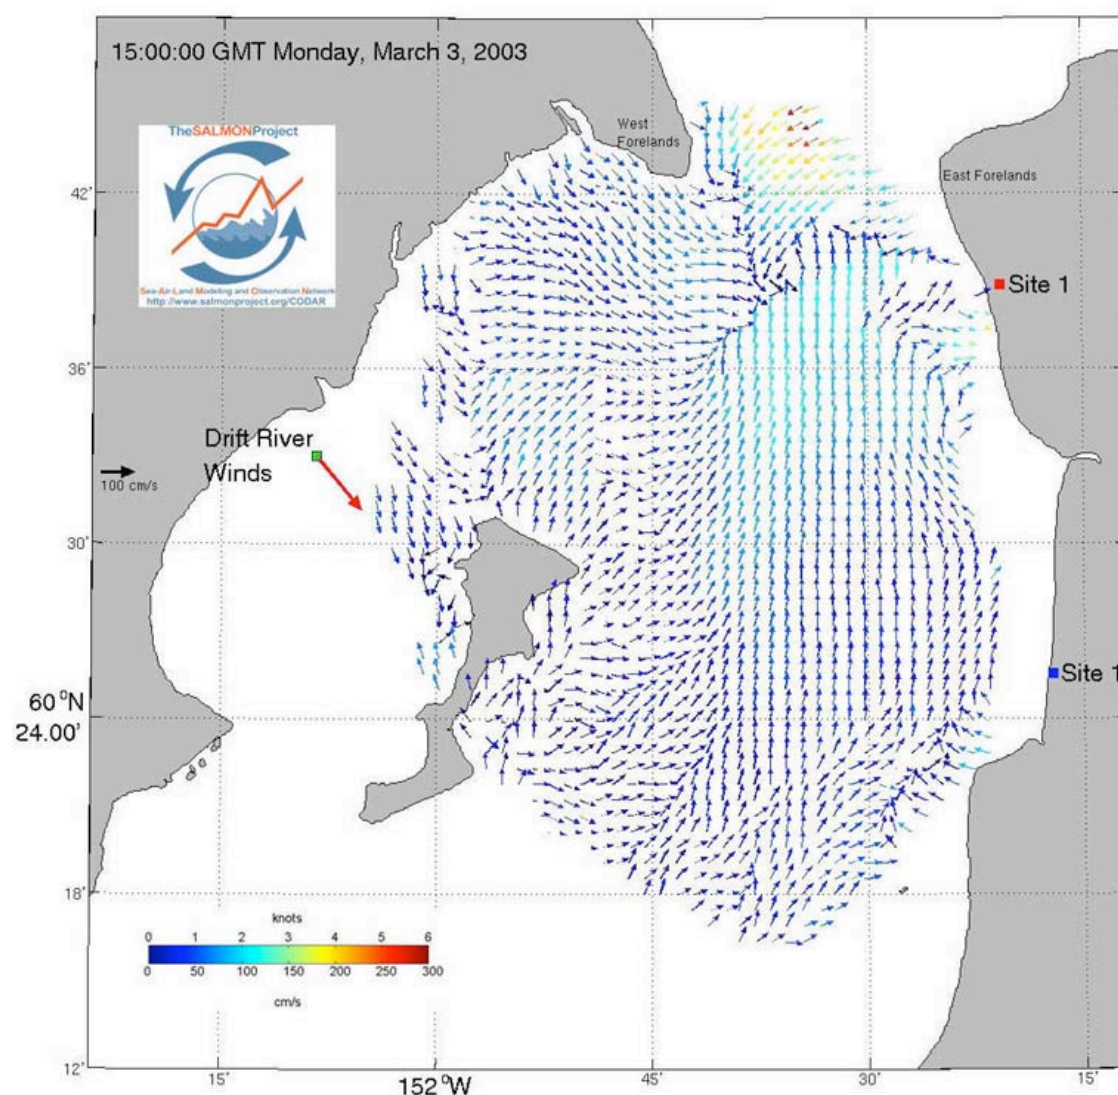 15:00:00 GMT Monday, March 3, 2003
TheSALMONProject
Sea-Air-Land Modeling and Observation Network
http://www.salmonproject.org/CODAR
West
Forelands
East Forelands
42'
Site 1
36'
Drift River
Winds
100 cm/s
30'
60 °N
24.00'
Site 1
18'
knots
0 1 2 3 4 5 6
0 50 100 150 200 250 300
cm/s
12'
15' 152 °W 45' 30' 15'